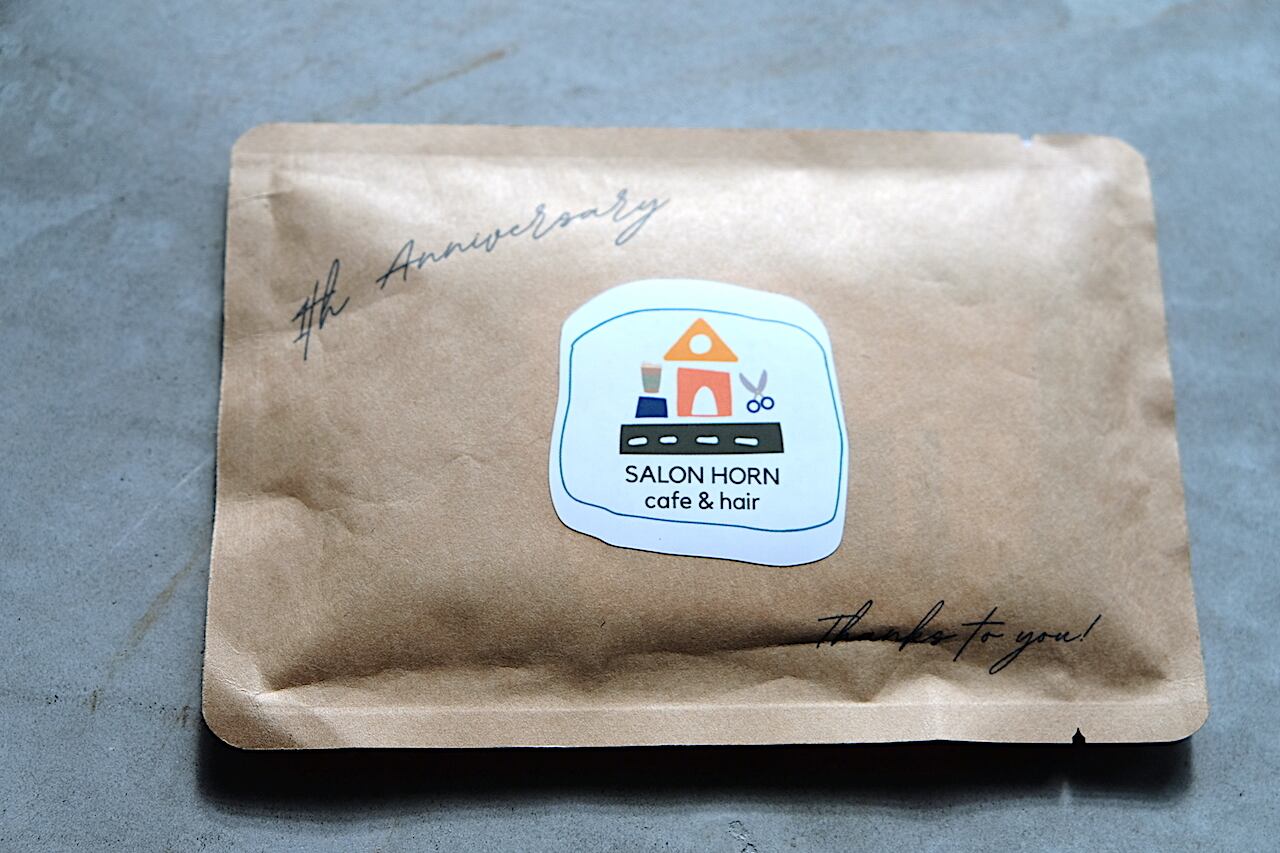 4th Anniversary
SALON HORN
cafe & hair
Thanks to you!